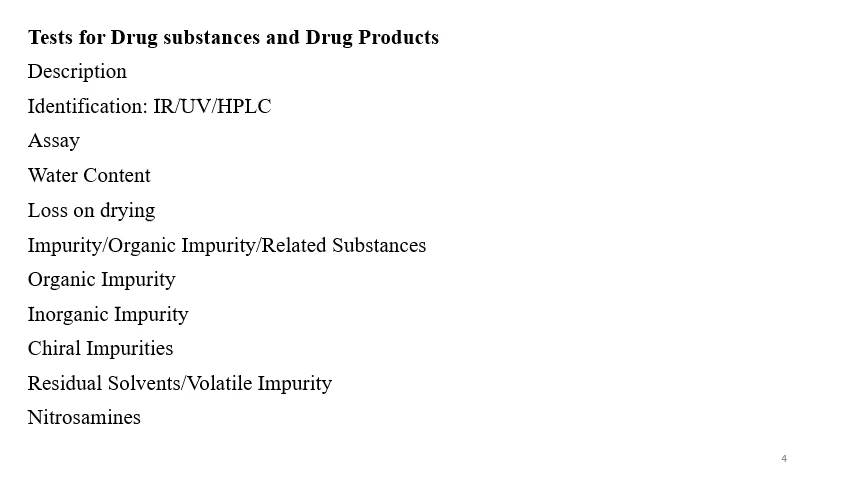 Tests for Drug substances and Drug Products
Description
Identification: IR/UV/HPLC
Assay
Water Content
Loss on drying
Impurity/Organic Impurity/Related Substances
Organic Impurity
Inorganic Impurity
Chiral Impurities
Residual Solvents/Volatile Impurity
Nitrosamines
4